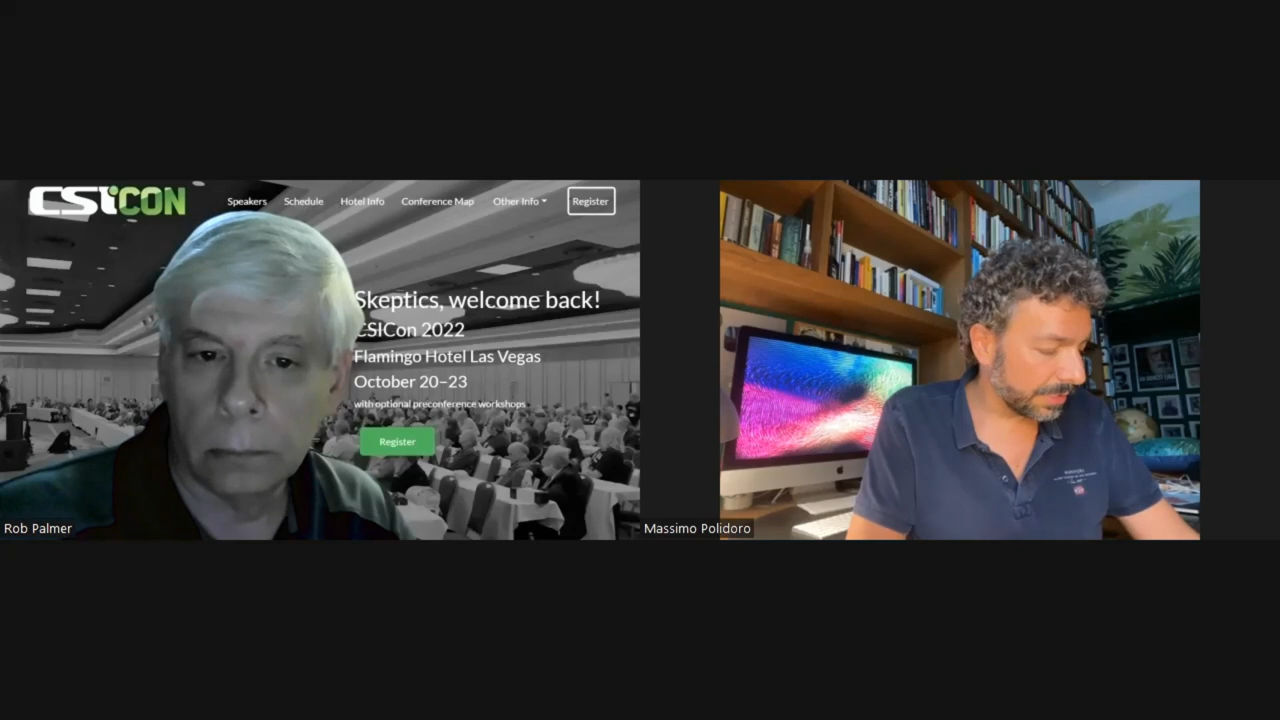 CSICON
Speakers Schedule Hotel Info Conference Map Other Info Register
Skeptics, welcome back!
CSICon 2022
Flamingo Hotel Las Vegas
October 20–23
with optional preconference workshops
Register
Rob Palmer
Massimo Polidoro